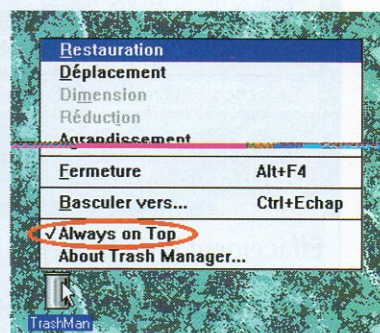 Restauration
Déplacement
Dimension
Réduction
Agrandissement
Fermeture Alt+F4
Basculer vers... Ctrl+Echap
✓Always on Top
About Trash Manager...
TrashMan